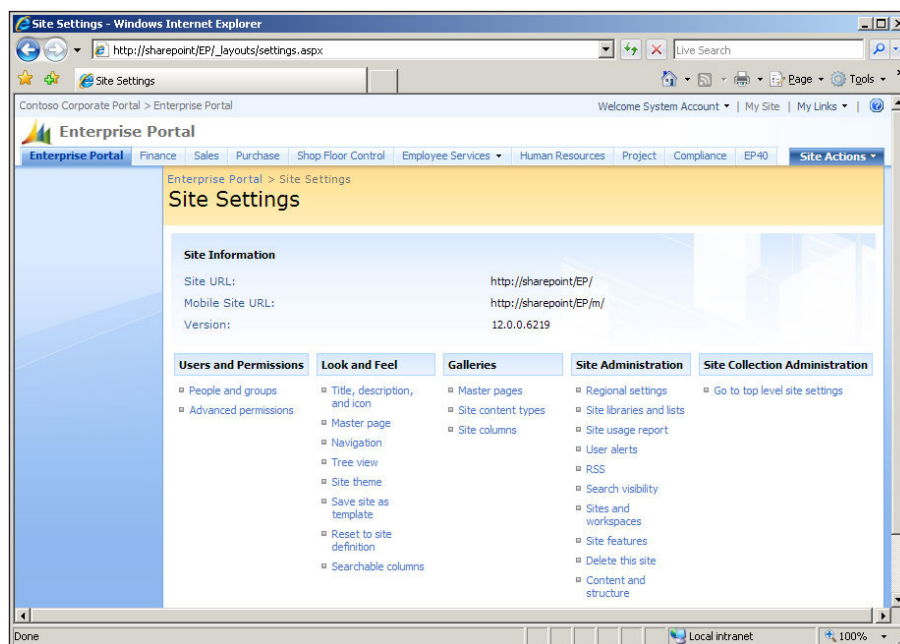 Site Settings - Windows Internet Explorer
http://sharepoint/EP/_layouts/settings.aspx
Live Search
Site Settings
Page
Tools
Contoso Corporate Portal > Enterprise Portal
Welcome System Account
| My Site | My Links
Enterprise Portal
Enterprise Portal Finance Sales Purchase Shop Floor Control Employee Services Human Resources Project Compliance EP40 Site Actions
Enterprise Portal > Site Settings
Site Settings
Site Information
Site URL: http://sharepoint/EP/
Mobile Site URL: http://sharepoint/EP/m/
Version: 12.0.0.6219
Users and Permissions
People and groups
Advanced permissions
Look and Feel
Title, description,
and icon
Master page
Navigation
Tree view
Site theme
Save site as
template
Reset to site
definition
Searchable columns
Galleries
Master pages
Site content types
Site columns
Site Administration
Regional settings
Site libraries and lists
Site usage report
User alerts
RSS
Search visibility
Sites and
workspaces
Site features
Delete this site
Content and
structure
Site Collection Administration
Go to top level site settings
Done
Local intranet
100%